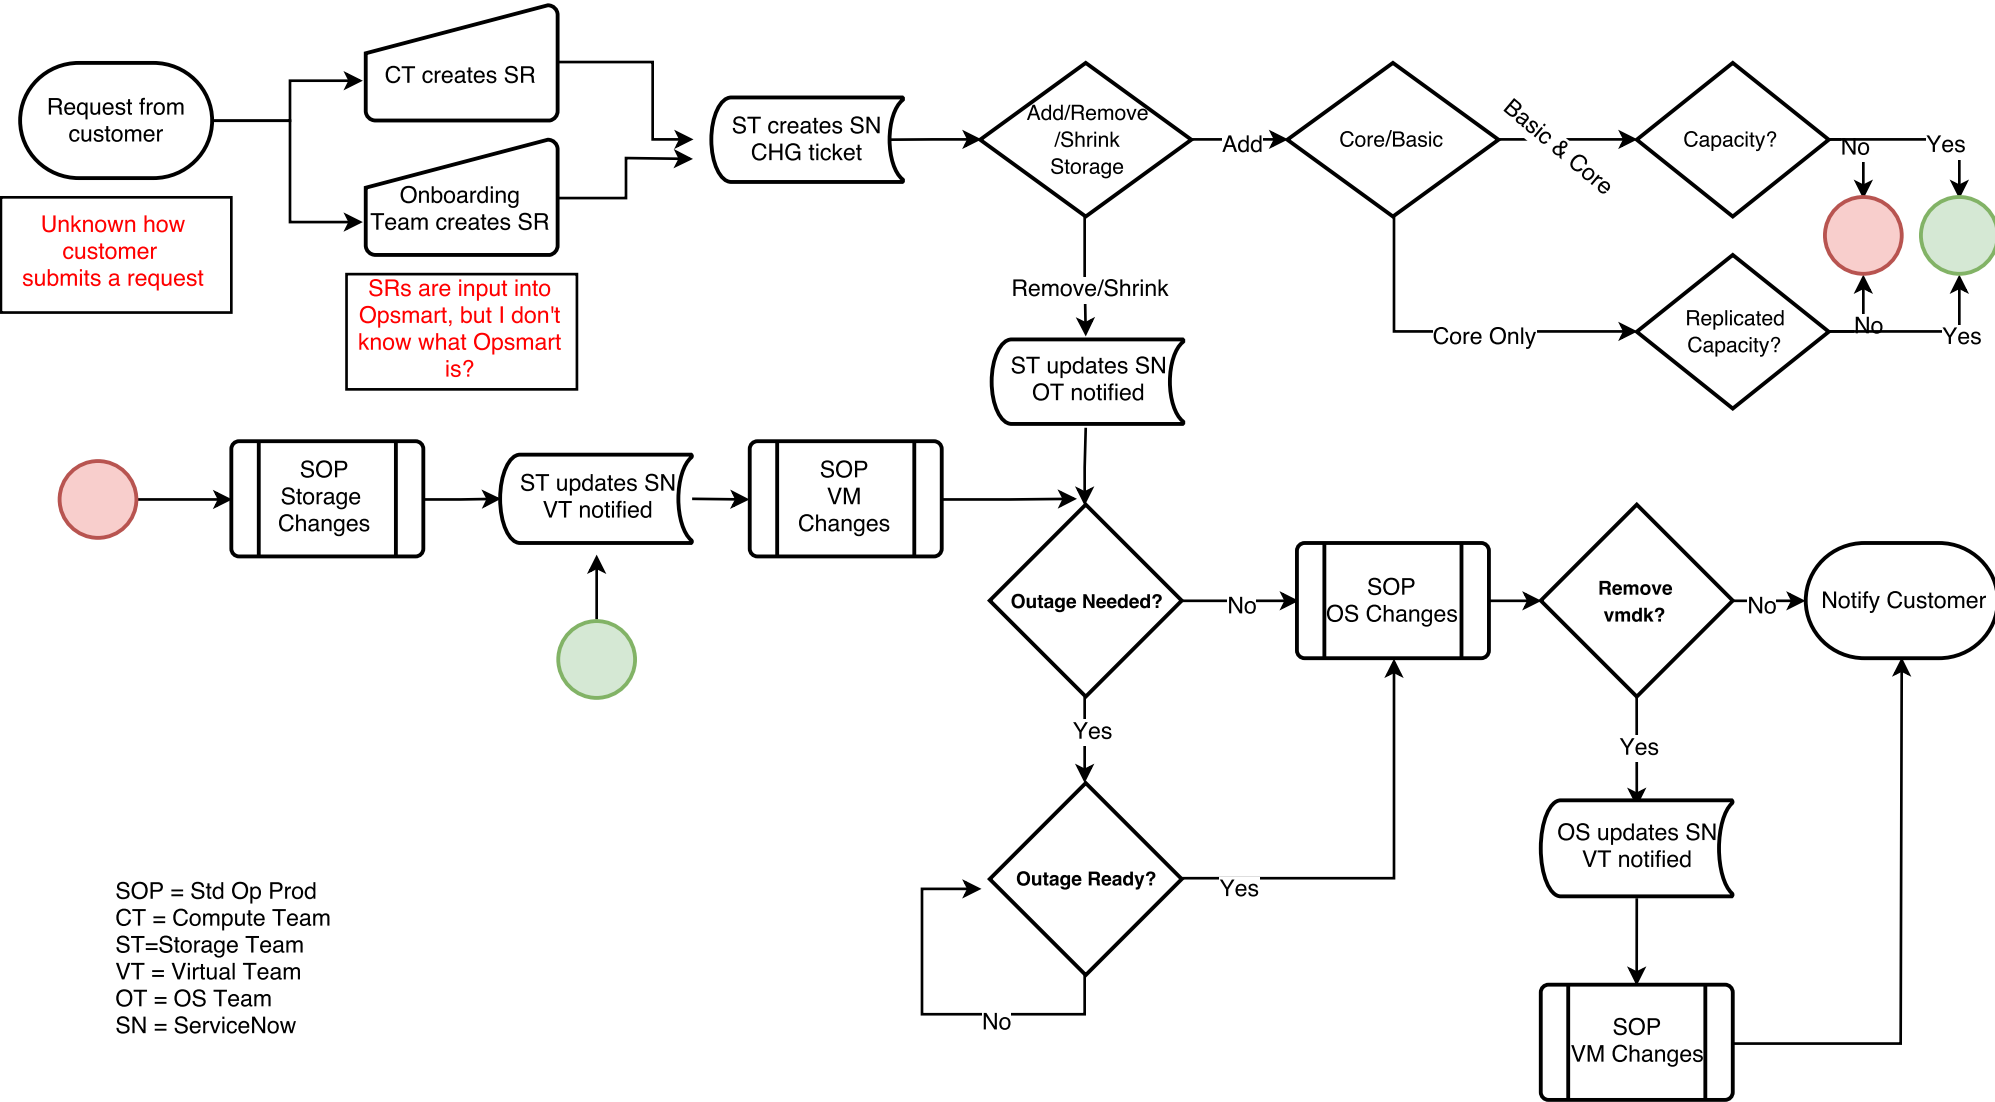 Request from
customer
CT creates SR
Onboarding
Team creates SR
ST creates SN
CHG ticket
Add/Remove
/Shrink
Storage
Add
Core/Basic
Basic & Core
Capacity?
No
Yes
Unknown how
customer
submits a request
SRs are input into
Opsmart, but I don't
know what Opsmart
is?
Remove/Shrink
Core Only
Replicated
Capacity?
No
Yes
ST updates SN
OT notified
SOP
Storage
Changes
ST updates SN
VT notified
SOP
VM
Changes
Outage Needed?
No
SOP
OS Changes
Remove
vmdk?
No
Notify Customer
Yes
Yes
Outage Ready?
Yes
No
OS updates SN
VT notified
SOP
VM Changes
SOP = Std Op Prod
CT = Compute Team
ST=Storage Team
VT = Virtual Team
OT = OS Team
SN = ServiceNow